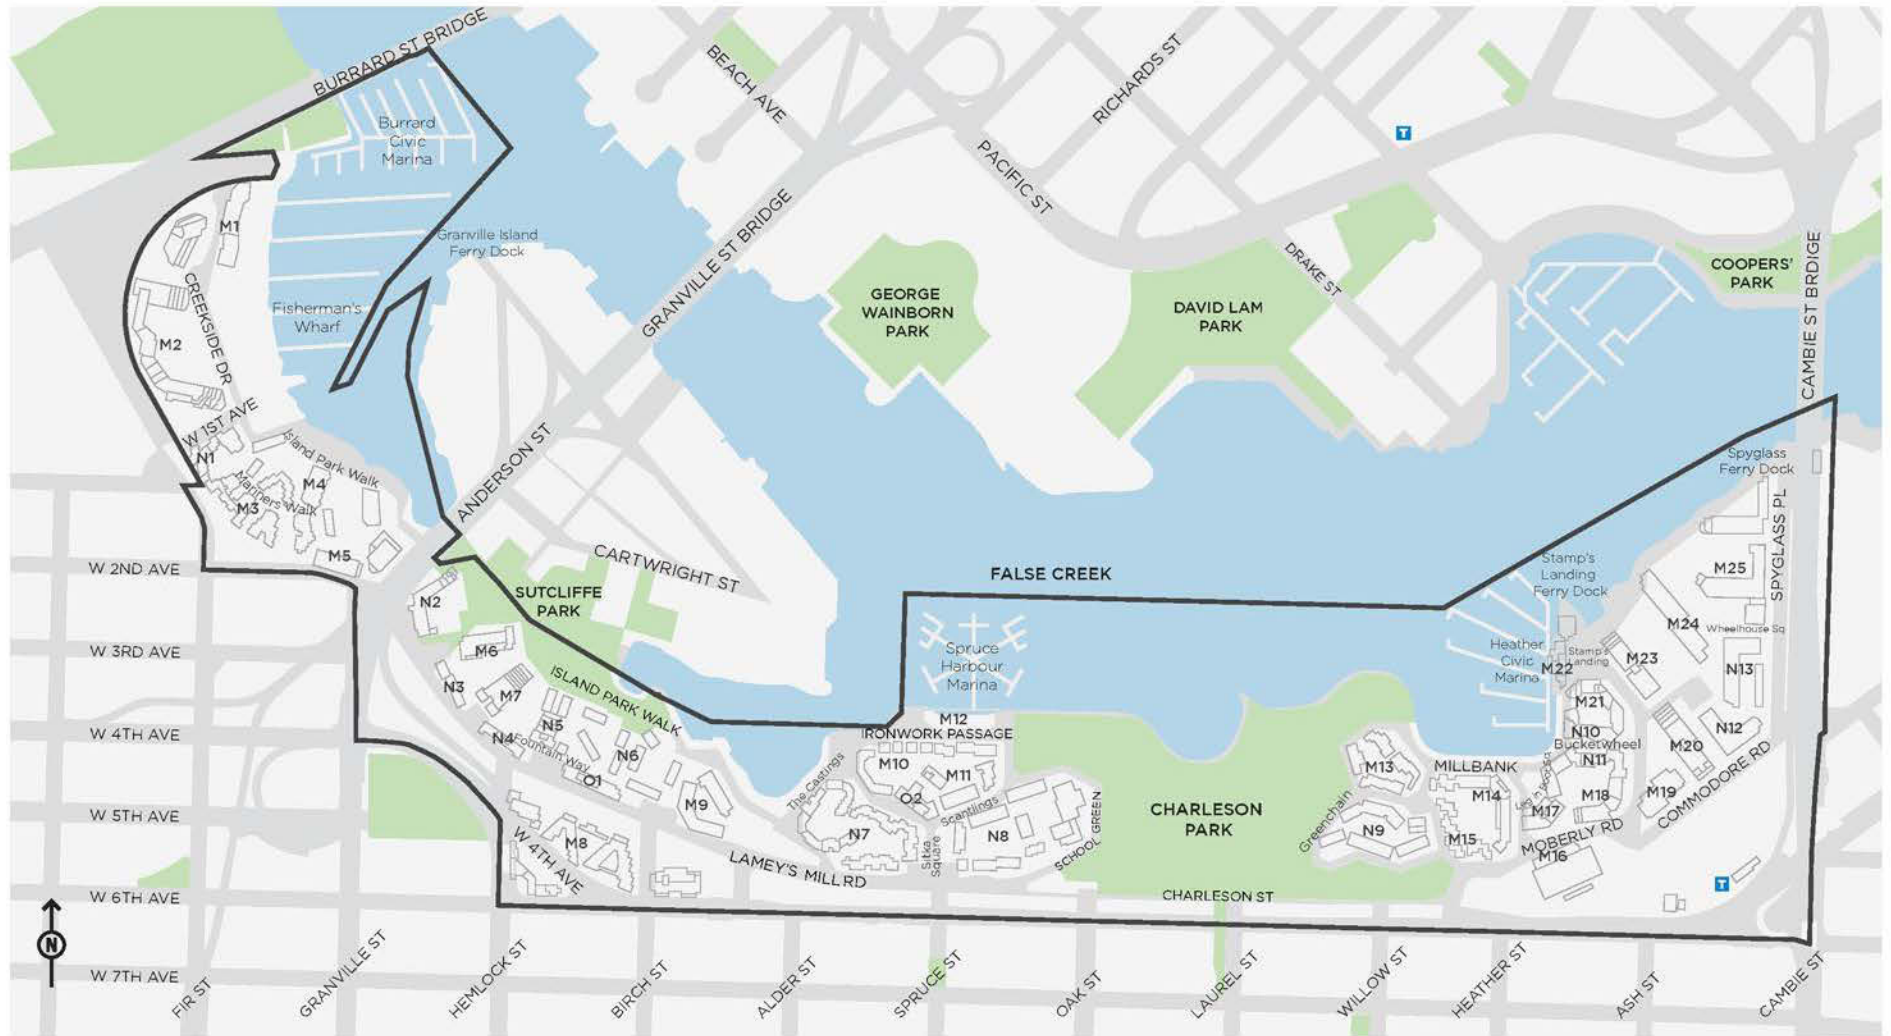 BURRARD ST BRIDGE
BEACH AVE
RICHARDS ST
Burrard
Civic
Marina
T
PACIFIC ST
M1
Granville Island
Ferry Dock
GRANVILLE ST BRIDGE
DRAKE ST
COOPERS'
PARK
CAMBIE ST BRDIGE
CREEKSIDE DR
Fisherman's
Wharf
GEORGE
WAINBORN
PARK
DAVID LAM
PARK
M2
W 1ST AVE
Island Park Walk
N1
M4
Mariners Walk
M3
M5
ANDERSON ST
Spyglass
Ferry Dock
SPYGLASS PL
W 2ND AVE
CARTWRIGHT ST
FALSE CREEK
Stamp's
Landing
Ferry Dock
M25
N2
SUTCLIFFE
PARK
M24
Wheelhouse Sq
W 3RD AVE
M6
Spruce
Harbour
Marina
Heather
Civic
Marina
M22
Stamp's
Landing
M23
N13
N3
M7
ISLAND PARK WALK
M21
W 4TH AVE
N4
Fountain Way
N5
N6
M12
IRONWORK PASSAGE
N10
Bucketwheel
N12
M20
O1
The Castings
M10
M11
M13
MILLBANK
N11
M9
O2
Scantlings
M14
Leg in Boot Sq
M18
M19
COMMODORE RD
W 5TH AVE
N7
N8
SCHOOL GREEN
CHARLESON
PARK
Greenchain
N9
M15
M17
MOBERLY RD
M8
W 4TH AVE
Sitka
Square
M16
LAMEY'S MILL RD
W 6TH AVE
CHARLESON ST
T
N
W 7TH AVE
FIR ST
GRANVILLE ST
HEMLOCK ST
BIRCH ST
ALDER ST
SPRUCE ST
OAK ST
LAUREL ST
WILLOW ST
HEATHER ST
ASH ST
CAMBIE ST